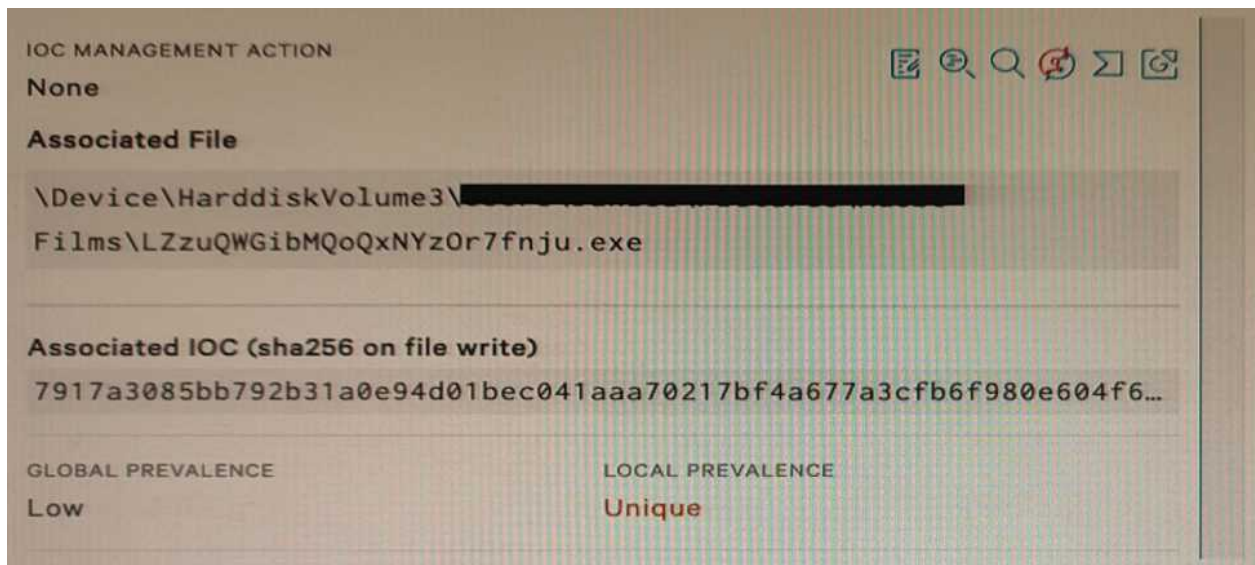 IOC MANAGEMENT ACTION
None
Associated File
\Device\HarddiskVolume3\
Films\LZzuQWGibMQoQxNYzOr7fnju.exe
Associated IOC (sha256 on file write)
7917a3085bb792b31a0e94d01bec041aaa70217bf4a677a3cfb6f980e604f6…
GLOBAL PREVALENCE LOCAL PREVALENCE
Low Unique